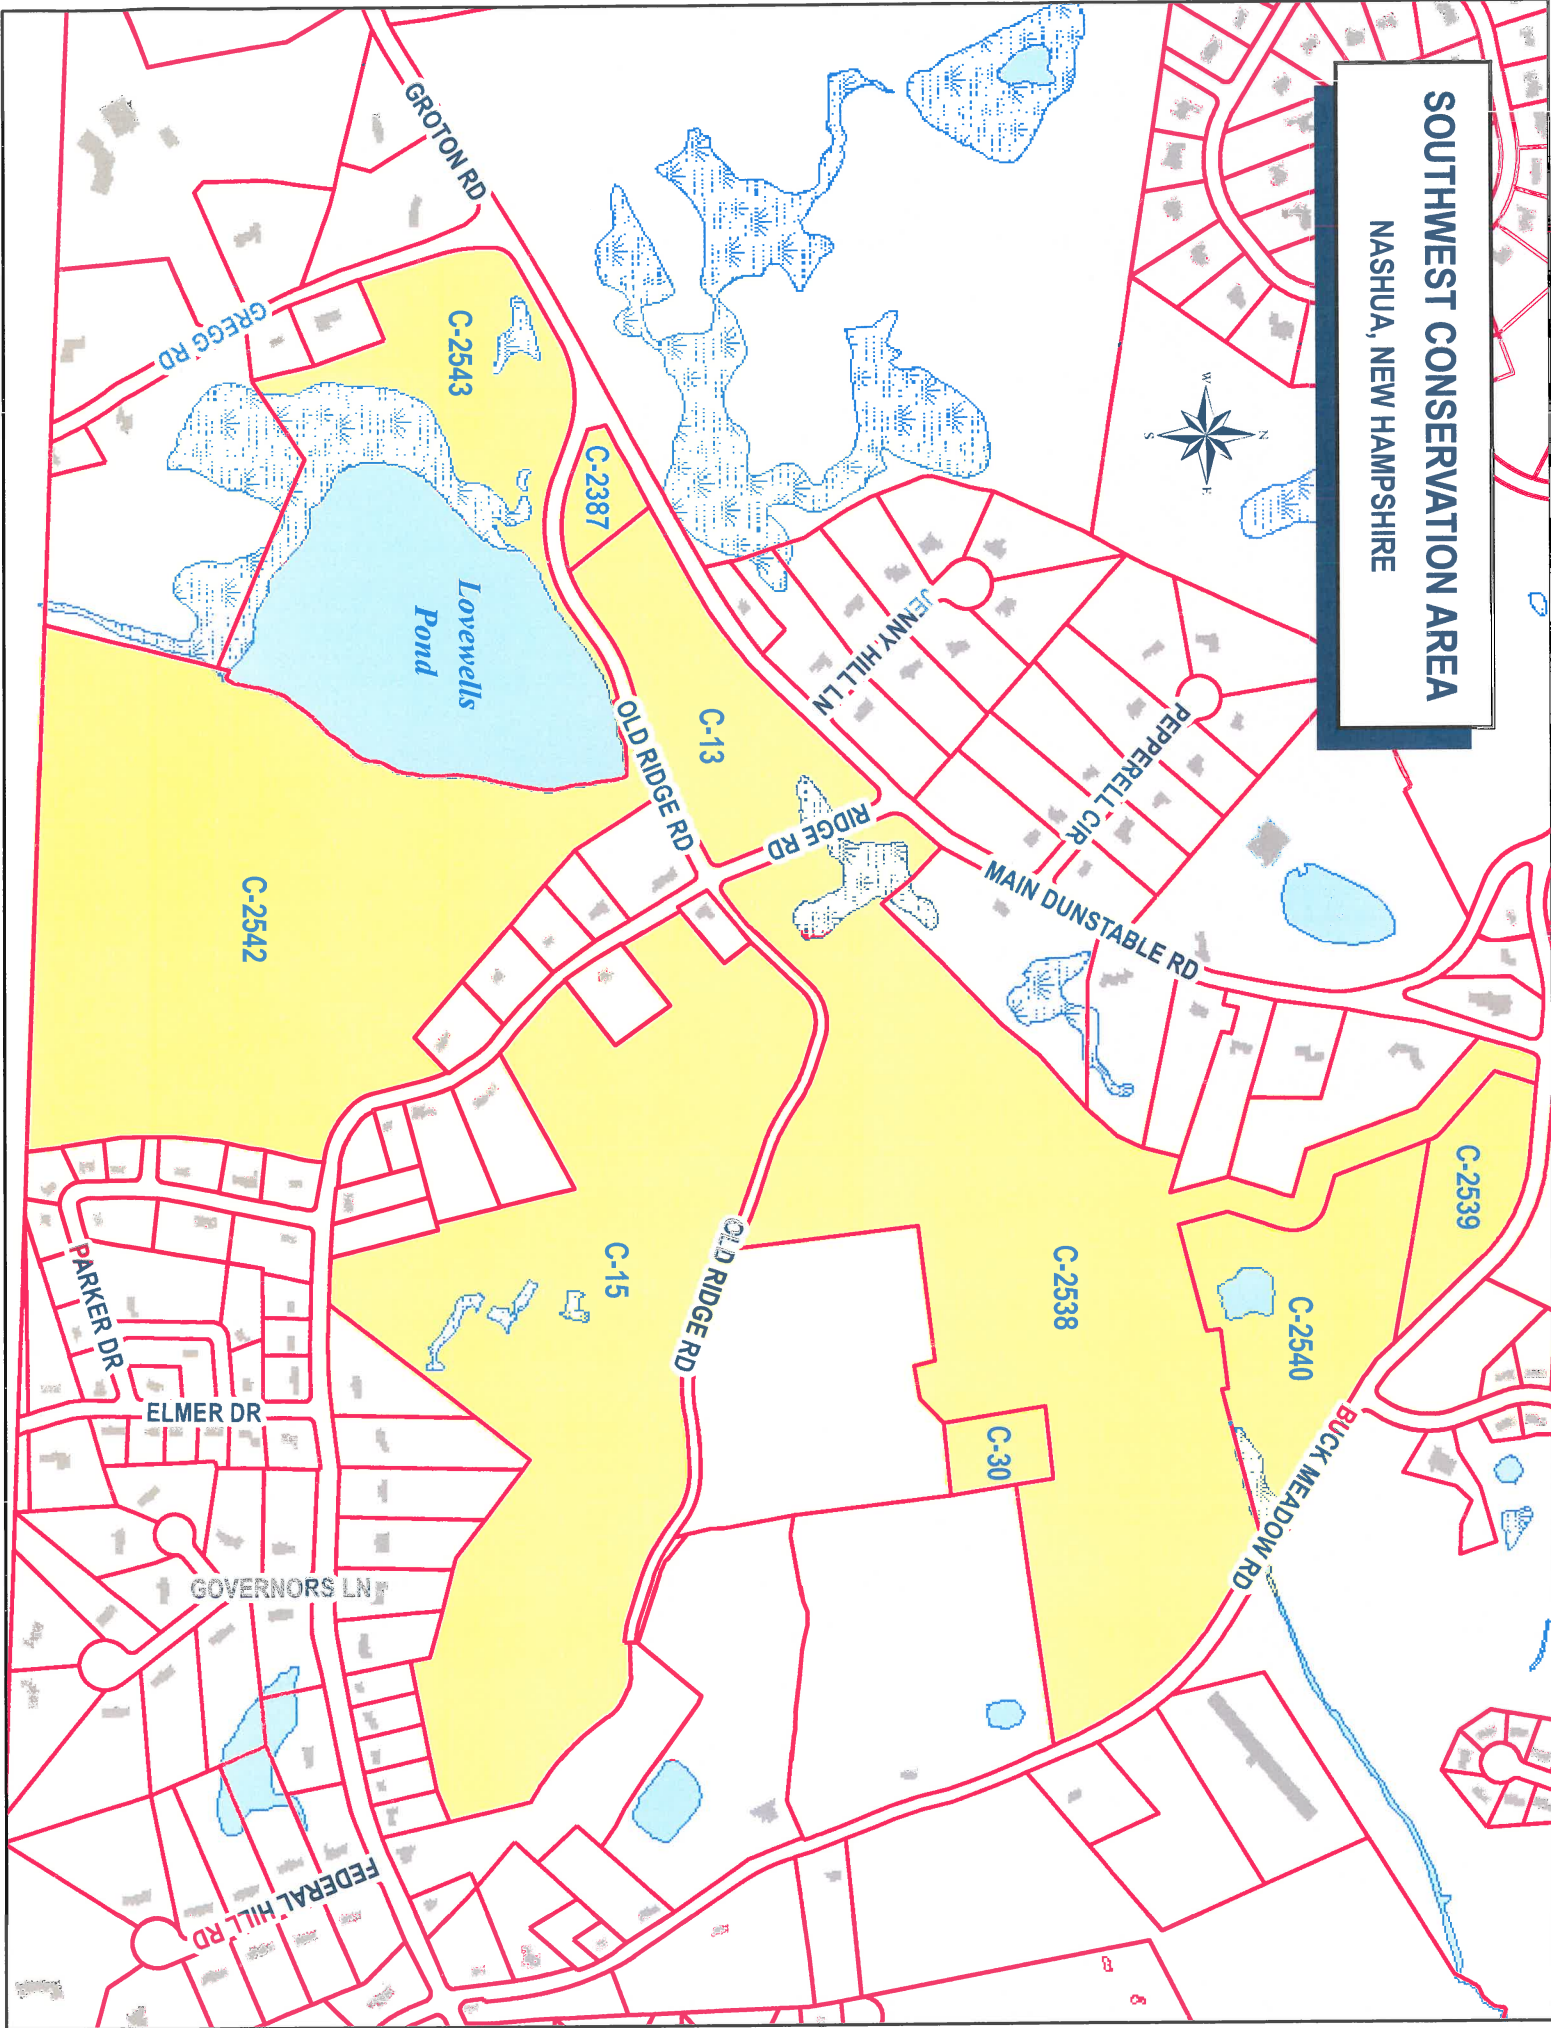 SOUTHWEST CONSERVATION AREA
NASHUA, NEW HAMPSHIRE
N
W
E
S
GROTON RD
GREGG RD
C-2543
C-2387
Lovewells
Pond
C-13
OLD RIDGE RD
RIDGE RD
JENNY HILL LN
PEPPERELL CIR
MAIN DUNSTABLE RD
C-2542
C-2539
C-2540
C-2538
C-30
C-15
OLD RIDGE RD
BUCK MEADOW RD
PARKER DR
ELMER DR
GOVERNORS LN
FEDERAL HILL RD